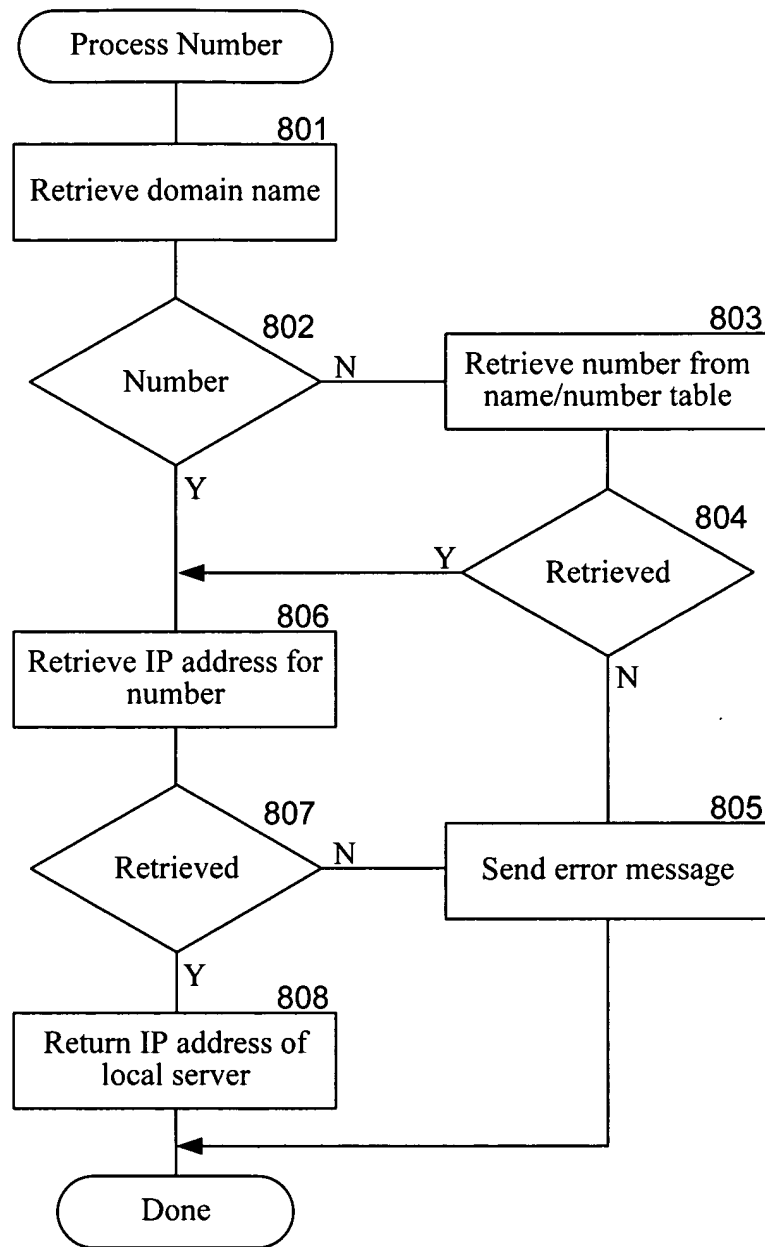 Process Number
801
Retrieve domain name
802
Number
N
Y
803
Retrieve number from
name/number table
804
Retrieved
Y
N
806
Retrieve IP address for
number
807
Retrieved
N
Y
805
Send error message
808
Return IP address of
local server
Done